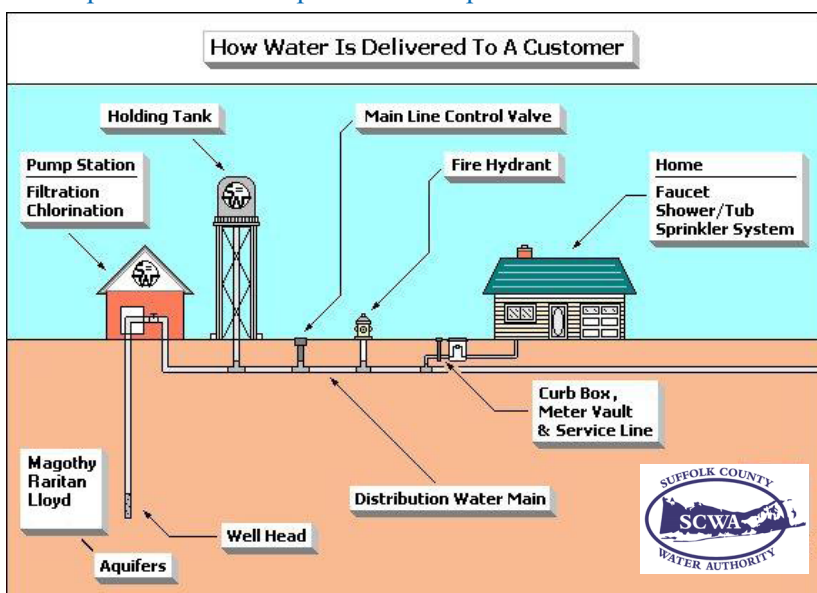 How Water Is Delivered To A Customer
Holding Tank
Main Line Control Valve
Pump Station
Filtration
Chlorination
Fire Hydrant
Home
Faucet
Shower/Tub
Sprinkler System
Curb Box,
Meter Vault
& Service Line
Magothy
Raritan
Lloyd
Distribution Water Main
Well Head
Aquifers
SUFFOLK COUNTY
SCWA
WATER AUTHORITY